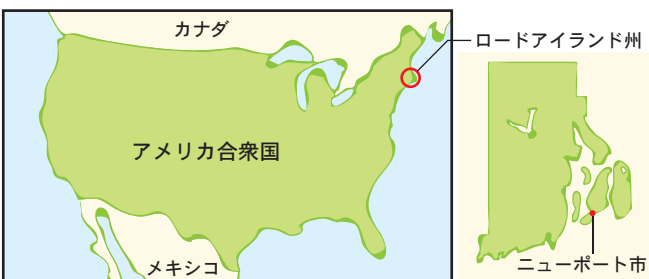 カナダ
ロードアイランド州
アメリカ合衆国
メキシコ
ニューポート市